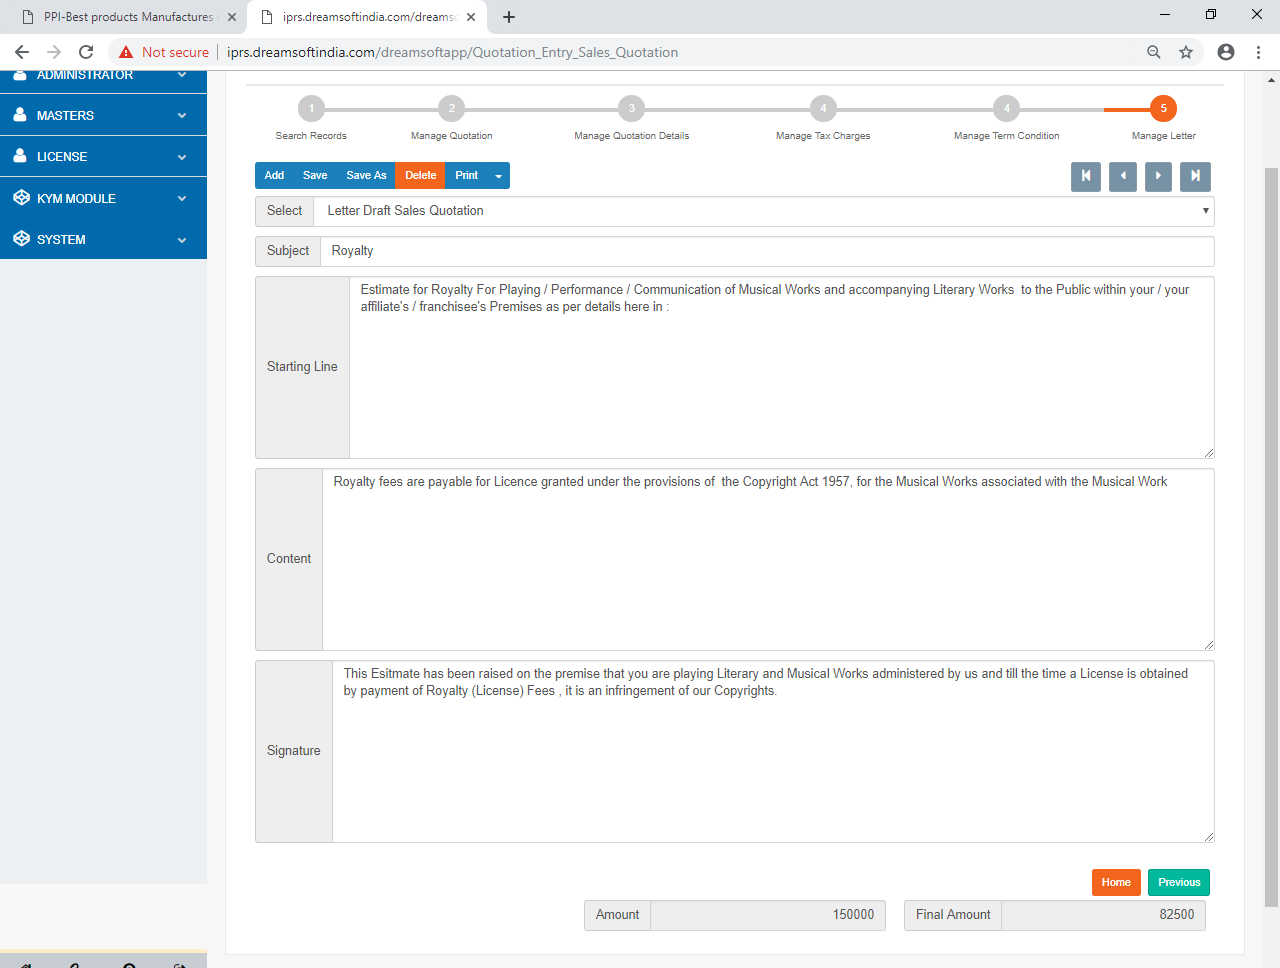 PPI-Best products Manufactures
iprs.dreamsoftindia.com/dreamso
Not secure
iprs.dreamsoftindia.com/dreamsoftapp/Quotation_Entry_Sales_Quotation
ADMINISTRATOR
MASTERS
LICENSE
KYM MODULE
SYSTEM
1 2 3 4 4 5
Search Records Manage Quotation Manage Quotation Details Manage Tax Charges Manage Term Condition Manage Letter
Add Save Save As Delete Print
Select Letter Draft Sales Quotation
Subject Royalty
Starting Line
Estimate for Royalty For Playing / Performance / Communication of Musical Works and accompanying Literary Works to the Public within your / your
affiliate's / franchisee's Premises as per details here in :
Content
Royalty fees are payable for Licence granted under the provisions of the Copyright Act 1957, for the Musical Works associated with the Musical Work
Signature
This Esitmate has been raised on the premise that you are playing Literary and Musical Works administered by us and till the time a License is obtained
by payment of Royalty (License) Fees , it is an infringement of our Copyrights.
Home Previous
Amount 150000 Final Amount 82500